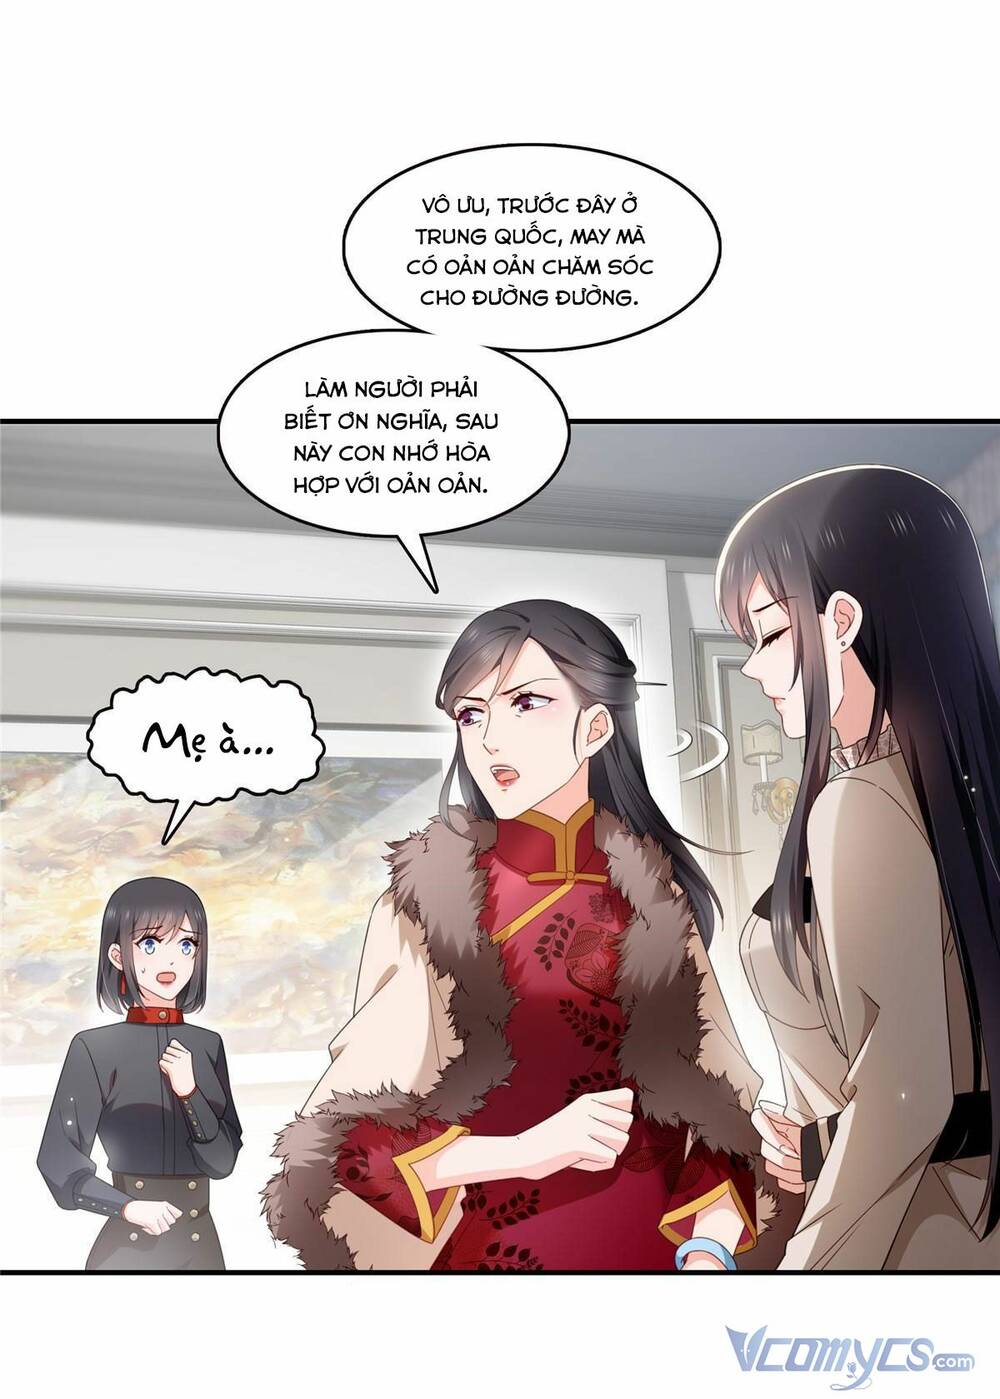 VÔ ƯU, TRƯỚC ĐÂY Ở
TRUNG QUỐC, MAY MÀ
CÓ OẢN OẢN CHĂM SÓC
CHO ĐƯỜNG ĐƯỜNG.
LÀM NGƯỜI PHẢI
BIẾT ƠN NGHĨA, SAU
NÀY CON NHỚ HÒA
HỢP VỚI OẢN OẢN.
Mẹ à...
Vcomycs.com